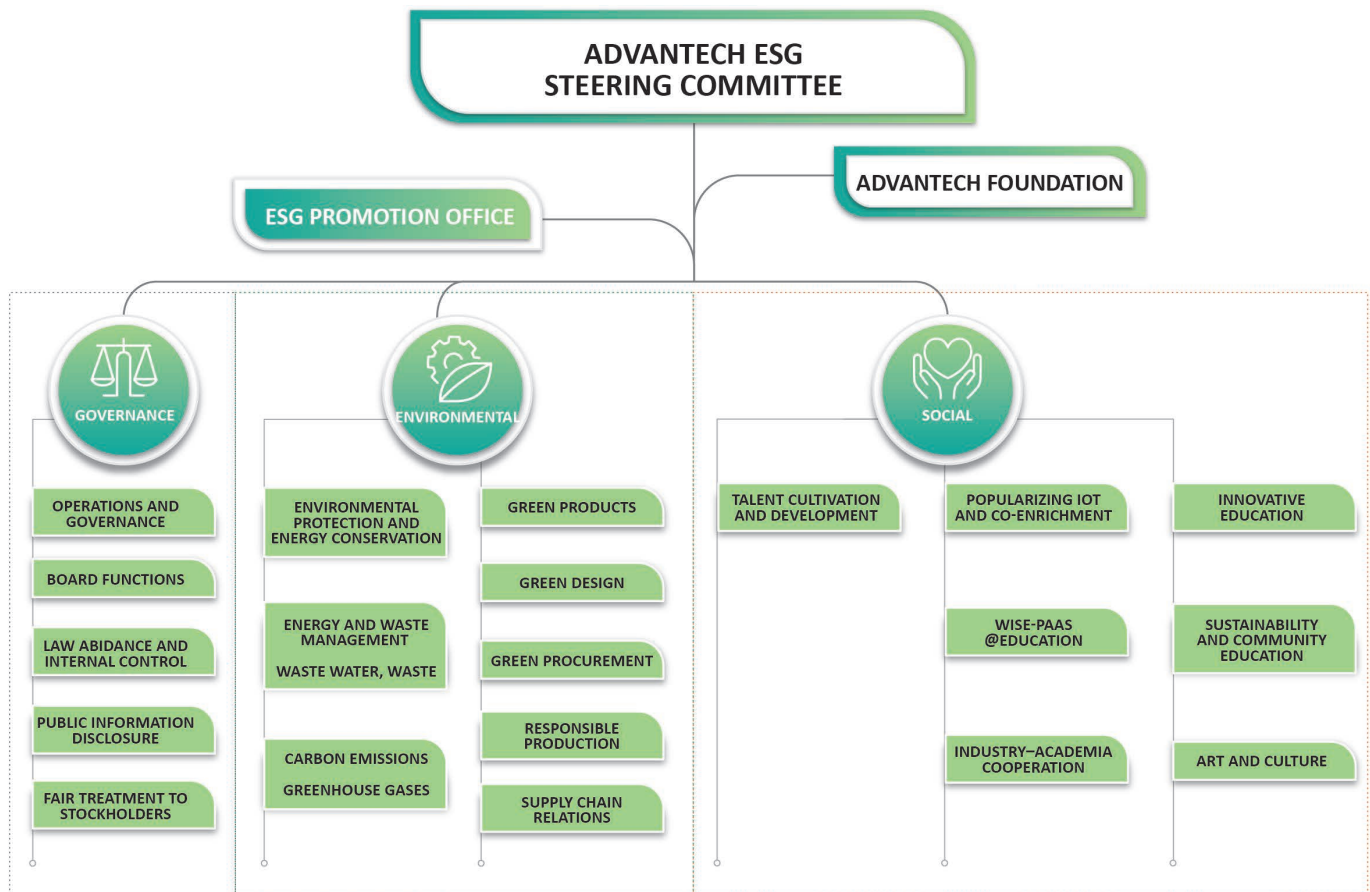 ADVANTECH ESG
STEERING COMMITTEE
ADVANTECH FOUNDATION
ESG PROMOTION OFFICE
GOVERNANCE
OPERATIONS AND
GOVERNANCE
BOARD FUNCTIONS
LAW ABIDANCE AND
INTERNAL CONTROL
PUBLIC INFORMATION
DISCLOSURE
FAIR TREATMENT TO
STOCKHOLDERS
ENVIRONMENTAL
ENVIRONMENTAL
PROTECTION AND
ENERGY CONSERVATION
ENERGY AND WASTE
MANAGEMENT
WASTE WATER, WASTE
CARBON EMISSIONS
GREENHOUSE GASES
GREEN PRODUCTS
GREEN DESIGN
GREEN PROCUREMENT
RESPONSIBLE
PRODUCTION
SUPPLY CHAIN
RELATIONS
SOCIAL
TALENT CULTIVATION
AND DEVELOPMENT
POPULARIZING IOT
AND CO-ENRICHMENT
WISE-PAAS
@EDUCATION
INDUSTRY–ACADEMIA
COOPERATION
INNOVATIVE
EDUCATION
SUSTAINABILITY
AND COMMUNITY
EDUCATION
ART AND CULTURE